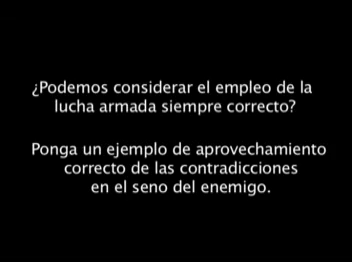 ¿Podemos considerar el empleo de la
lucha armada siempre correcto?
Ponga un ejemplo de aprovechamiento
correcto de las contradicciones
en el seno del enemigo.